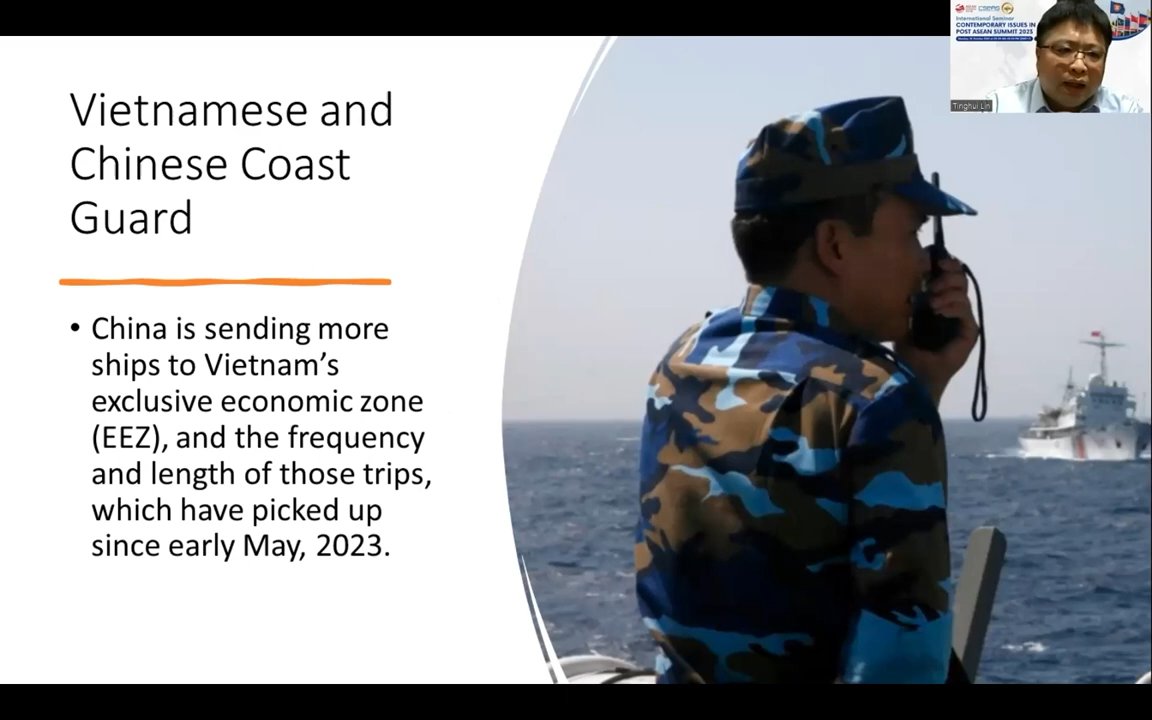 Vietnamese and
Chinese Coast
Guard
• China is sending more
ships to Vietnam’s
exclusive economic zone
(EEZ), and the frequency
and length of those trips,
which have picked up
since early May, 2023.
International Seminar
CONTEMPORARY ISSUES IN
POST ASEAN SUMMIT 2023
Tinghui Lin